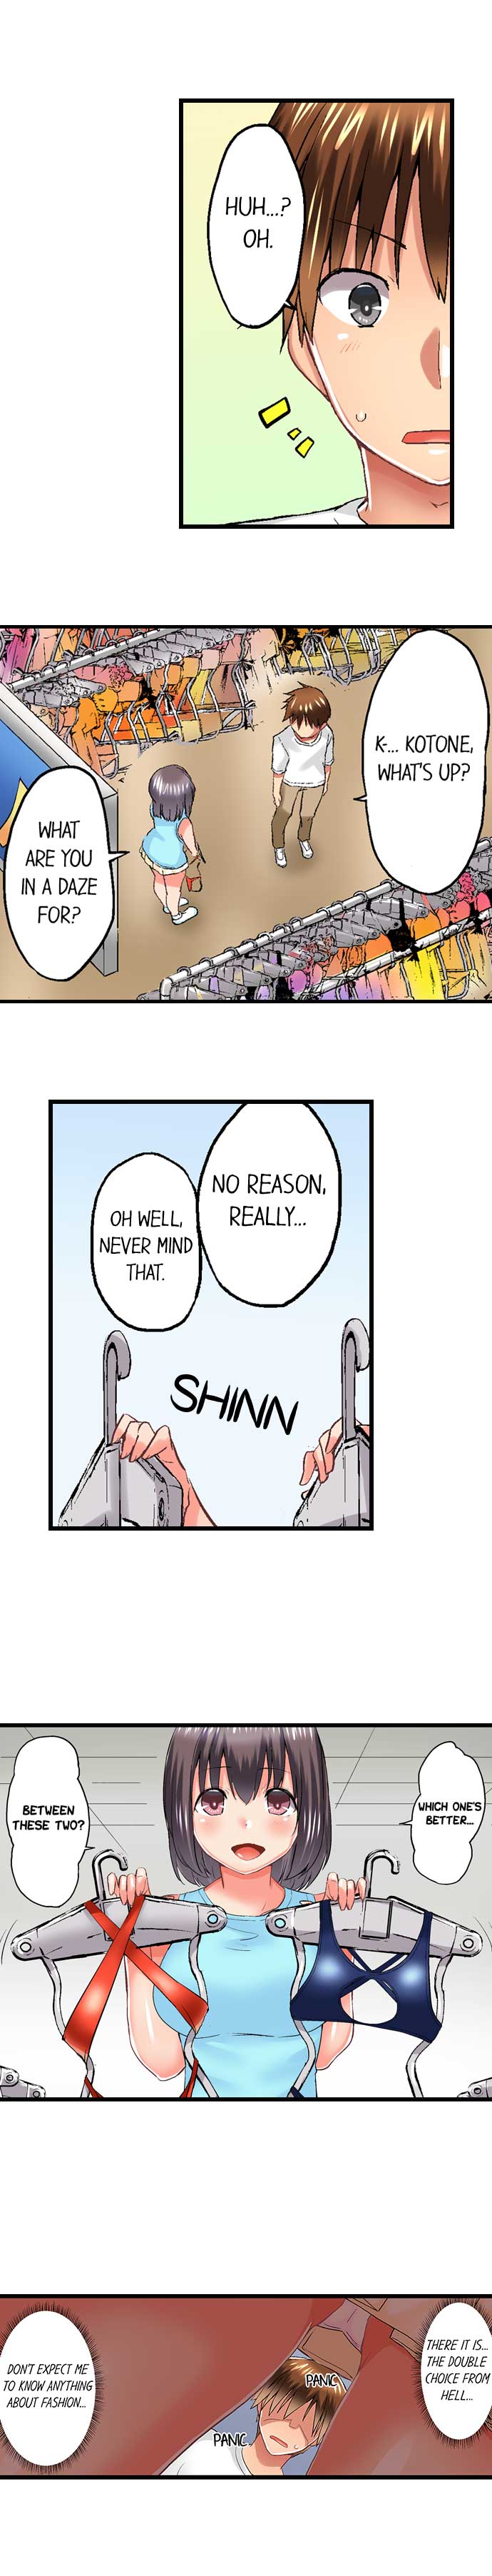 HUH...?
OH.
K... KOTONE,
WHAT'S UP?
WHAT
ARE YOU
IN A DAZE
FOR?
NO REASON,
REALLY...
OH WELL,
NEVER MIND
THAT.
SHINN
WHICH ONE'S
BETTER...
BETWEEN
THESE TWO?
THERE IT IS...
THE DOUBLE
CHOICE FROM
HELL...
PANIC
PANIC
DON'T EXPECT ME
TO KNOW ANYTHING
ABOUT FASHION...